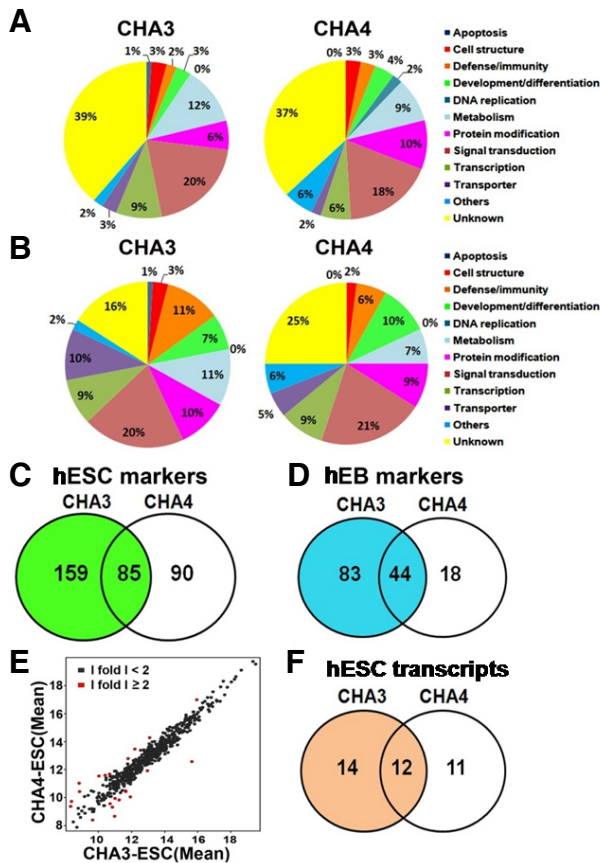 A
CHA3
CHA4
1%
3%
2%
3%
0%
12%
6%
20%
9%
3%
2%
39%
0%
3%
3%
4%
2%
9%
10%
18%
6%
2%
6%
37%
Apoptosis
Cell structure
Defense/immunity
Development/differentiation
DNA replication
Metabolism
Protein modification
Signal transduction
Transcription
Transporter
Others
Unknown
B
CHA3
CHA4
1%
3%
11%
7%
0%
11%
10%
20%
9%
10%
2%
16%
0%
2%
6%
10%
0%
7%
9%
21%
9%
5%
6%
25%
Apoptosis
Cell structure
Defense/immunity
Development/differentiation
DNA replication
Metabolism
Protein modification
Signal transduction
Transcription
Transporter
Others
Unknown
C hESC markers
CHA3 CHA4
159 85 90
D hEB markers
CHA3 CHA4
83 44 18
E
I fold I < 2
I fold I ≥ 2
CHA4-ESC(Mean)
18
16
14
12
10
8
10 12 14 16 18
CHA3-ESC(Mean)
F hESC transcripts
CHA3 CHA4
14 12 11